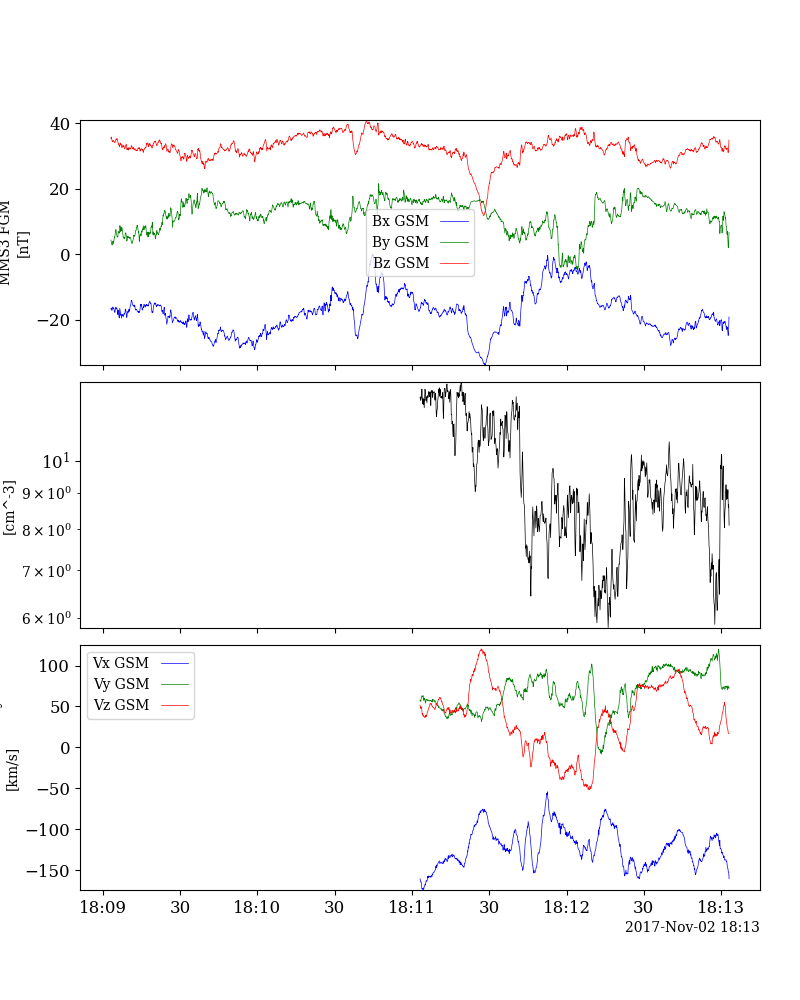 40
20
0
−20
MMS3 FGM
[nT]
Bx GSM
By GSM
Bz GSM
10¹
9 × 10⁰
8 × 10⁰
7 × 10⁰
6 × 10⁰
[cm^-3]
100
50
0
−50
−100
−150
[km/s]
Vx GSM
Vy GSM
Vz GSM
18:09 30 18:10 30 18:11 30 18:12 30 18:13
2017-Nov-02 18:13